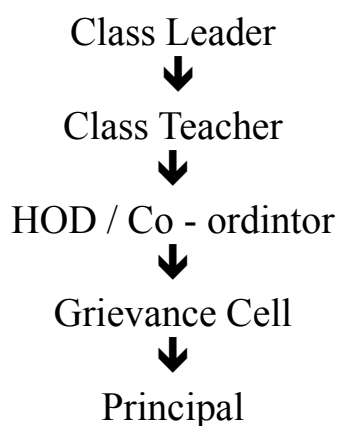 Class Leader
Class Teacher
HOD / Co - ordintor
Grievance Cell
Principal